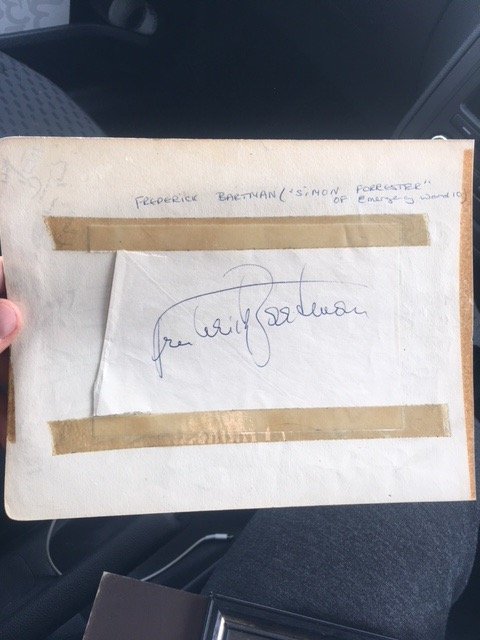 FREDERICK BARTMAN ("SIMON FORRESTER"
OF Emergency Ward 10)
Frederick Bartman